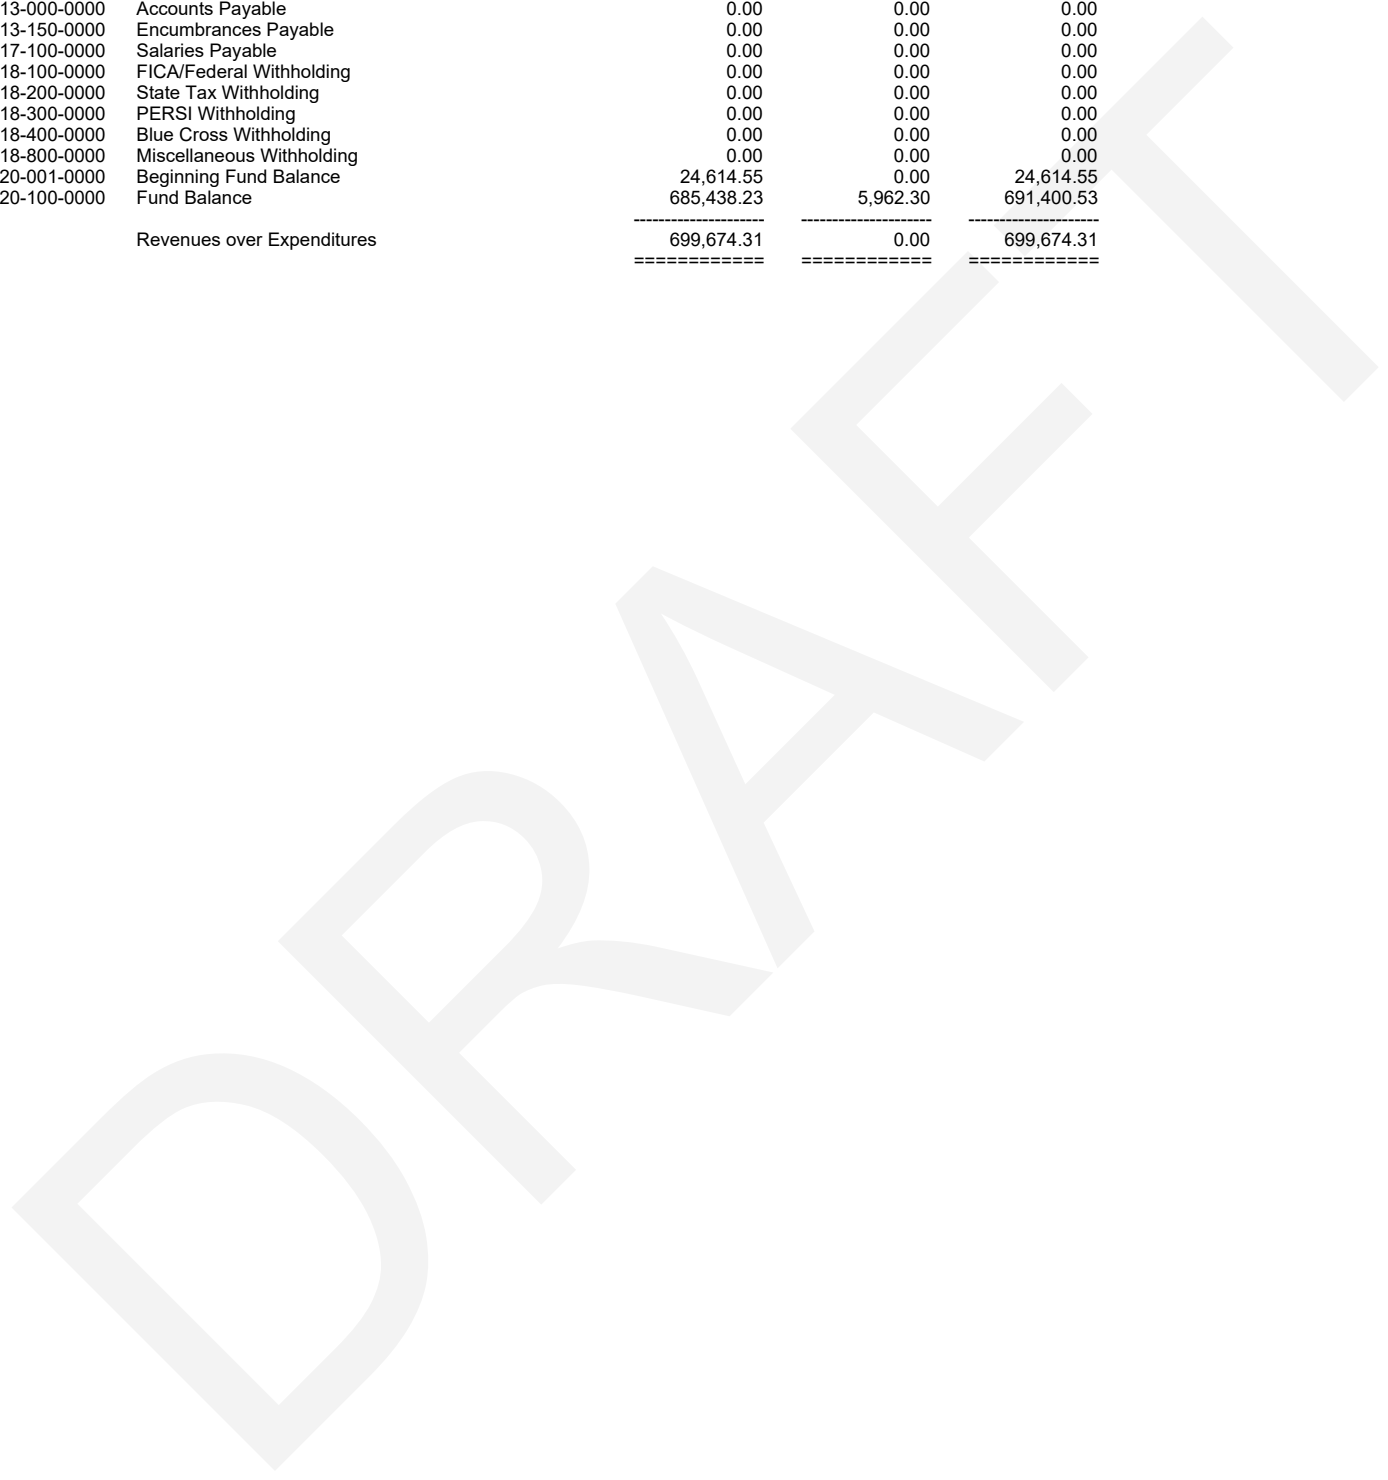 13-000-0000 Accounts Payable 0.00 0.00 0.00
13-150-0000 Encumbrances Payable 0.00 0.00 0.00
17-100-0000 Salaries Payable 0.00 0.00 0.00
18-100-0000 FICA/Federal Withholding 0.00 0.00 0.00
18-200-0000 State Tax Withholding 0.00 0.00 0.00
18-300-0000 PERSI Withholding 0.00 0.00 0.00
18-400-0000 Blue Cross Withholding 0.00 0.00 0.00
18-800-0000 Miscellaneous Withholding 0.00 0.00 0.00
20-001-0000 Beginning Fund Balance 24,614.55 0.00 24,614.55
20-100-0000 Fund Balance 685,438.23 5,962.30 691,400.53
--------------------- --------------------- ---------------------
Revenues over Expenditures 699,674.31 0.00 699,674.31
============ ============ ============
DRAFT